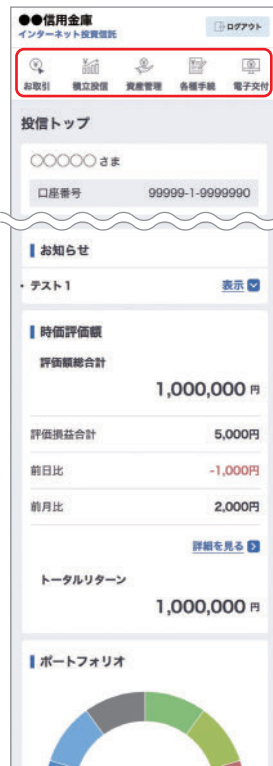 ●●信用金庫
インターネット投資信託
ログアウト
お取引 積立投信 資産管理 各種手続 電子交付
投信トップ
○○○○○さま
口座番号 99999-1-9999990
お知らせ
・テスト1 表示
時価評価額
評価額総合計
1,000,000 円
評価損益合計 5,000円
前日比 -1,000円
前月比 2,000円
詳細を見る
トータルリターン
1,000,000 円
ポートフォリオ